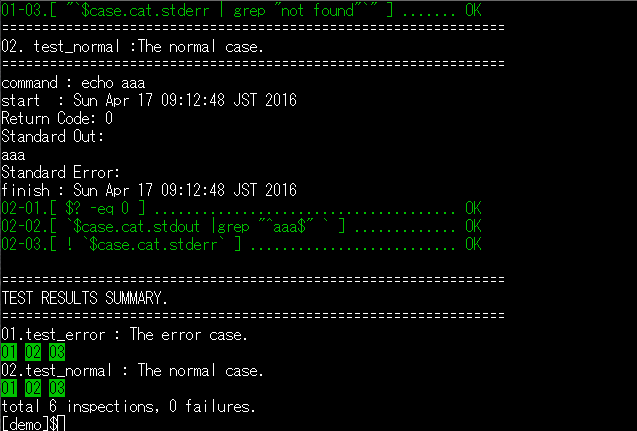 01-03.[ "`$case.cat.stderr | grep "not found"`" ] ....... OK
===============================================================
02. test_normal :The normal case.
===============================================================
command : echo aaa
start  : Sun Apr 17 09:12:48 JST 2016
Return Code: 0
Standard Out:
aaa
Standard Error:
finish : Sun Apr 17 09:12:48 JST 2016
02-01.[ $? -eq 0 ] ...................................... OK
02-02.[ `$case.cat.stdout |grep "^aaa$" ` ] ............. OK
02-03.[ ! `$case.cat.stderr` ] .......................... OK
===============================================================
TEST RESULTS SUMMARY.
===============================================================
01.test_error : The error case.
01 02 03
02.test_normal : The normal case.
01 02 03
total 6 inspections, 0 failures.
[demo]$